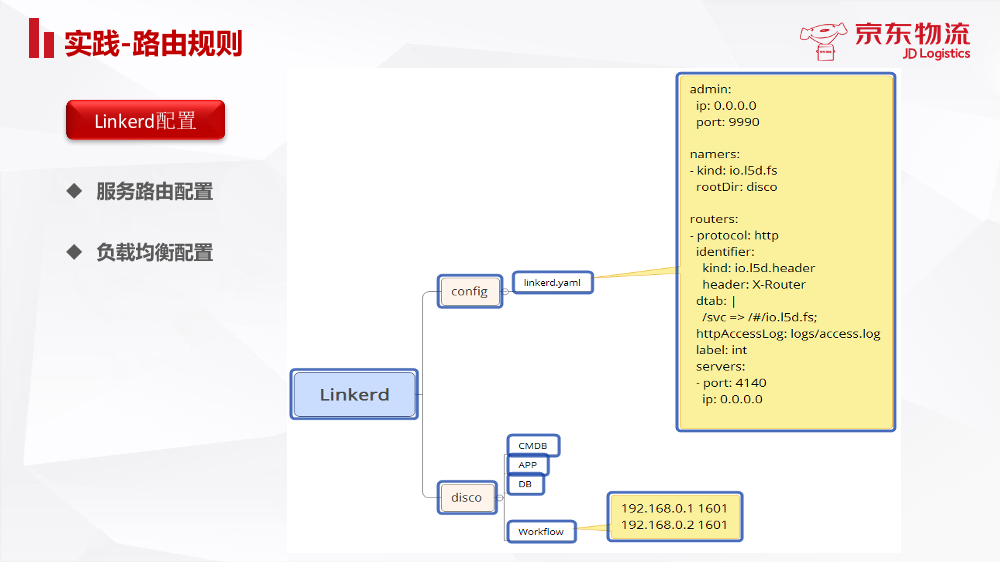 实践-路由规则
京东物流
JD Logistics
Linkerd配置
服务路由配置
负载均衡配置
admin:
ip: 0.0.0.0
port: 9990
namers:
- kind: io.l5d.fs
rootDir: disco
routers:
- protocol: http
identifier:
kind: io.l5d.header
header: X-Router
dtab: |
/svc => /#/io.l5d.fs;
httpAccessLog: logs/access.log
label: int
servers:
- port: 4140
ip: 0.0.0.0
config
linkerd.yaml
Linkerd
disco
CMDB
APP
DB
Workflow
192.168.0.1 1601
192.168.0.2 1601